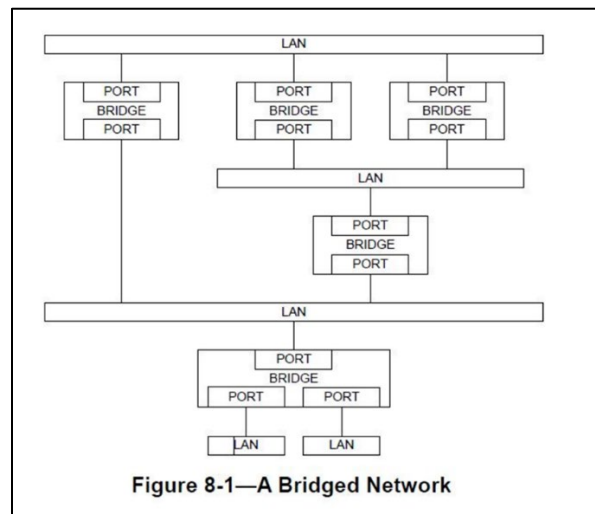 LAN
PORT PORT PORT
BRIDGE BRIDGE BRIDGE
PORT PORT PORT
LAN
PORT
BRIDGE
PORT
LAN
PORT
BRIDGE
PORT PORT
LAN LAN
Figure 8-1—A Bridged Network